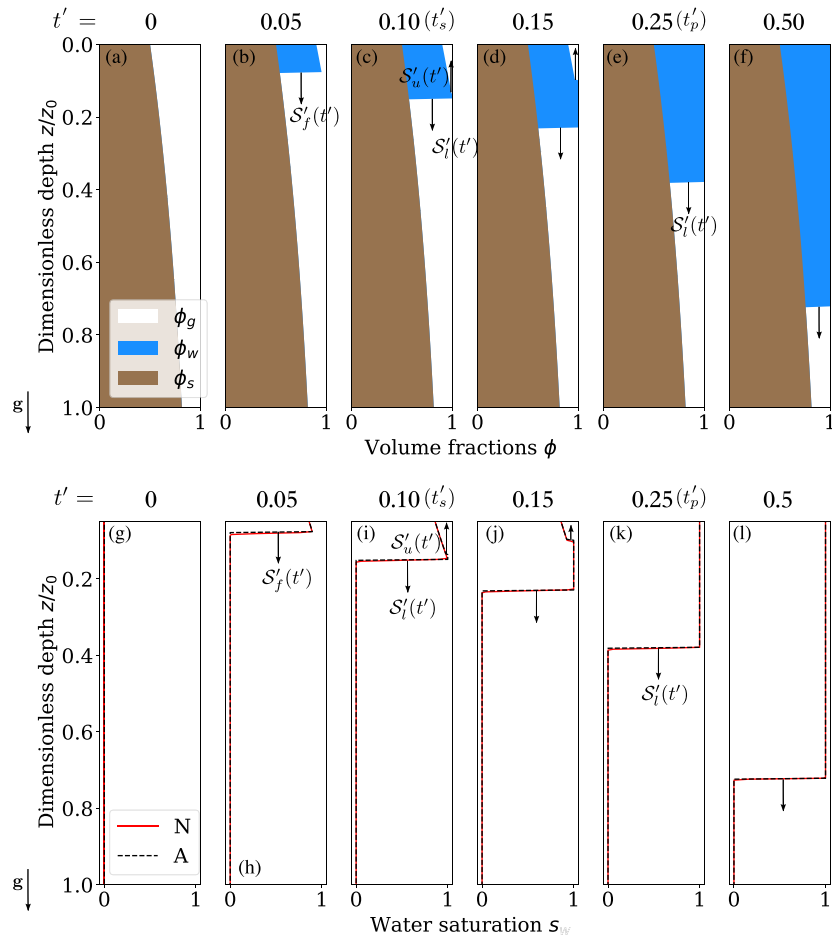 t′ = 0 0.05 0.10 (t′s) 0.15 0.25 (t′p) 0.50
(a) (b) (c) (d) (e) (f)
0.0
S′u(t′)
S′f(t′)
0.2
S′l(t′)
0.4
S′l(t′)
0.6
0.8
1.0
Dimensionless depth z/z0
ϕg
ϕw
ϕs
g
0 1 0 1 0 1 0 1 0 1 0 1
Volume fractions ϕ
t′ = 0 0.05 0.10 (t′s) 0.15 0.25 (t′p) 0.5
(g) (i) (j) (k) (l)
S′u(t′)
0.2
S′f(t′) S′l(t′)
0.4
S′l(t′)
0.6
0.8
1.0
Dimensionless depth z/z0
N
A
(h)
g
0 1 0 1 0 1 0 1 0 1 0 1
Water saturation sw